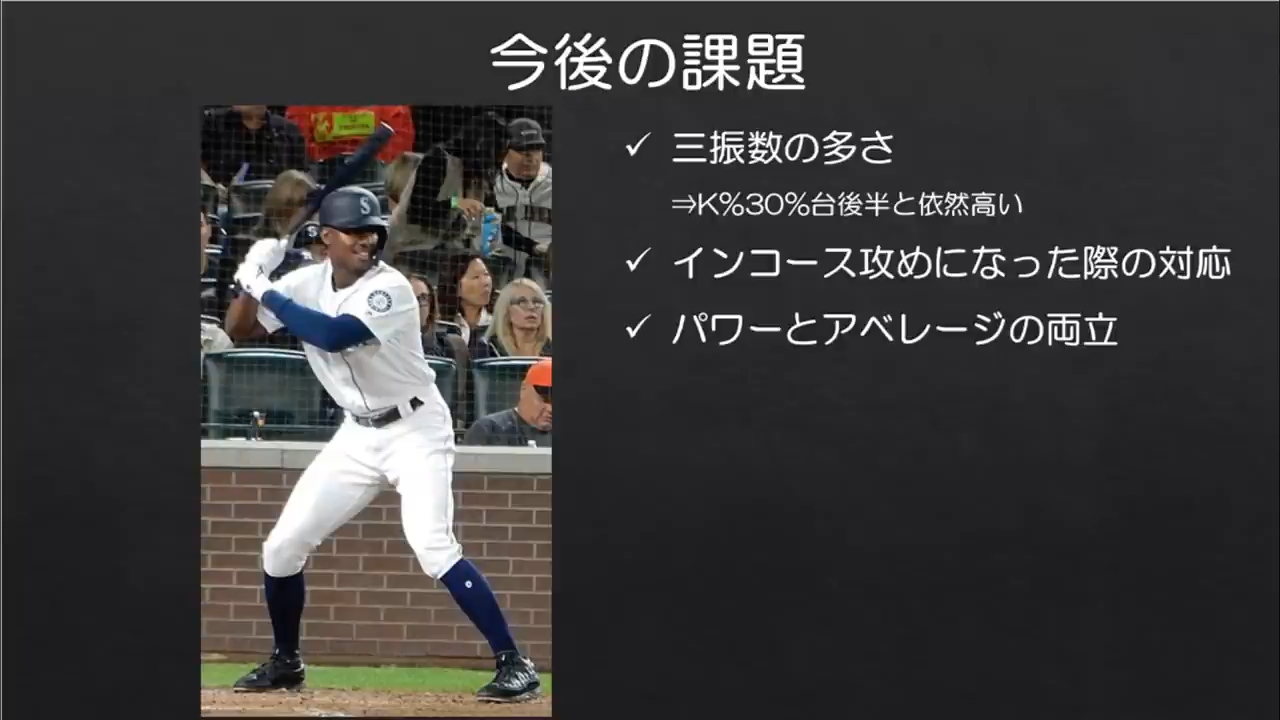 今後の課題
三振数の多さ
⇒K%30%台後半と依然高い
インコース攻めになった際の対応
パワーとアベレージの両立
S